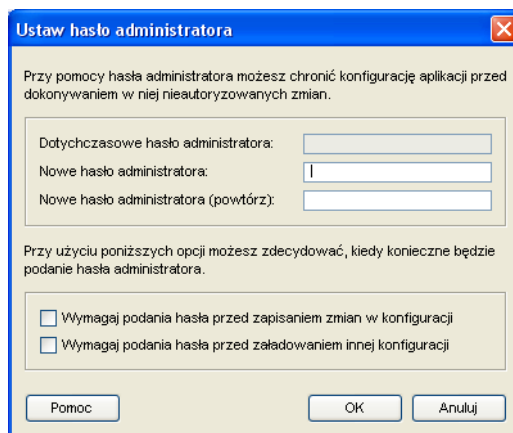 Ustaw hasło administratora
Przy pomocy hasła administratora możesz chronić konfigurację aplikacji przed
dokonywaniem w niej nieautoryzowanych zmian.
Dotychczasowe hasło administratora:
Nowe hasło administratora:
Nowe hasło administratora (powtórz):
Przy użyciu poniższych opcji możesz zdecydować, kiedy konieczne będzie
podanie hasła administratora.
Wymagaj podania hasła przed zapisaniem zmian w konfiguracji
Wymagaj podania hasła przed załadowaniem innej konfiguracji
Pomoc OK Anuluj